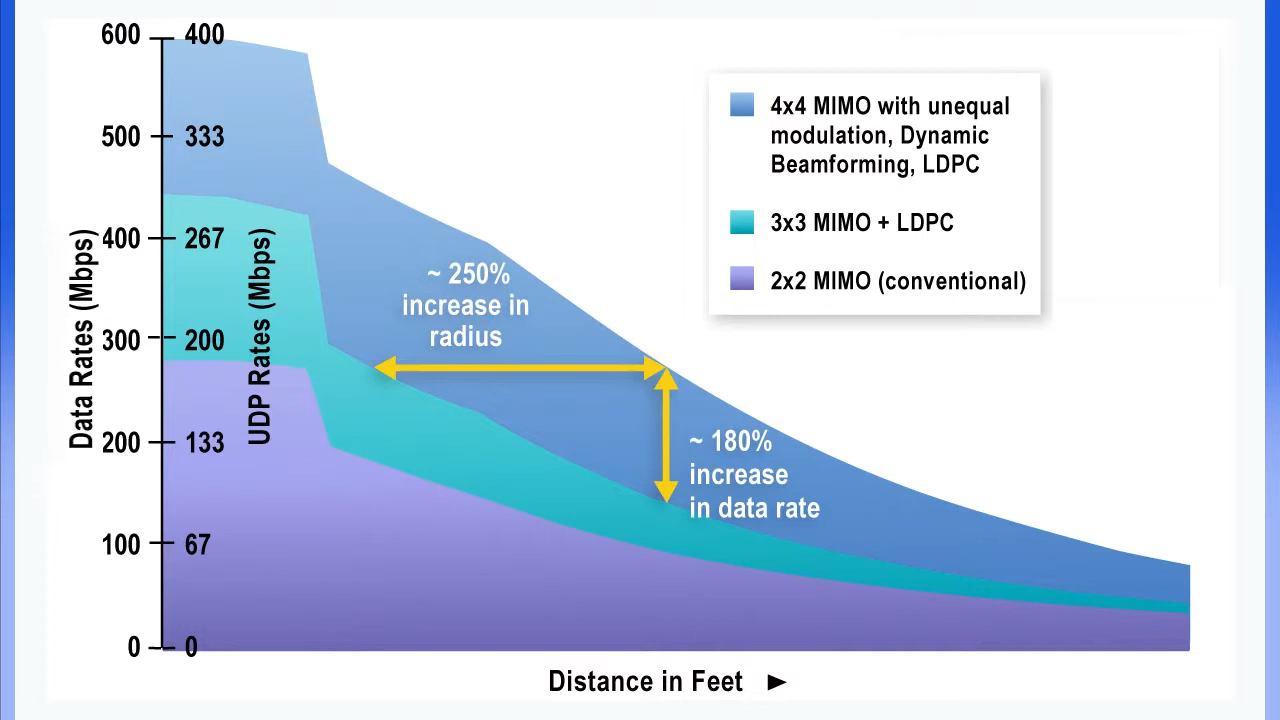 600 400
500 333
400 267
300 200
200 133
100 67
0 0
Data Rates (Mbps)
UDP Rates (Mbps)
~ 250%
increase in
radius
~ 180%
increase
in data rate
4x4 MIMO with unequal
modulation, Dynamic
Beamforming, LDPC
3x3 MIMO + LDPC
2x2 MIMO (conventional)
Distance in Feet ►